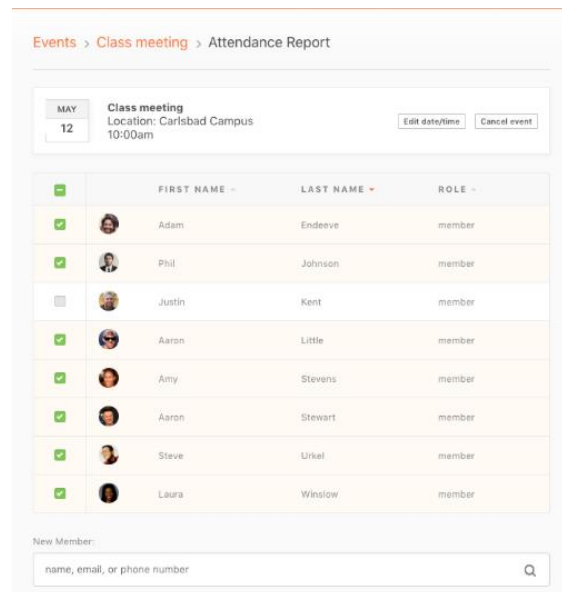 Events > Class meeting > Attendance Report
MAY
12
Class meeting
Location: Carlsbad Campus
10:00am
Edit date/time
Cancel event
FIRST NAME
LAST NAME
ROLE
Adam Endeeve member
Phil Johnson member
Justin Kent member
Aaron Little member
Amy Stevens member
Aaron Stewart member
Steve Urkel member
Laura Winslow member
New Member:
name, email, or phone number